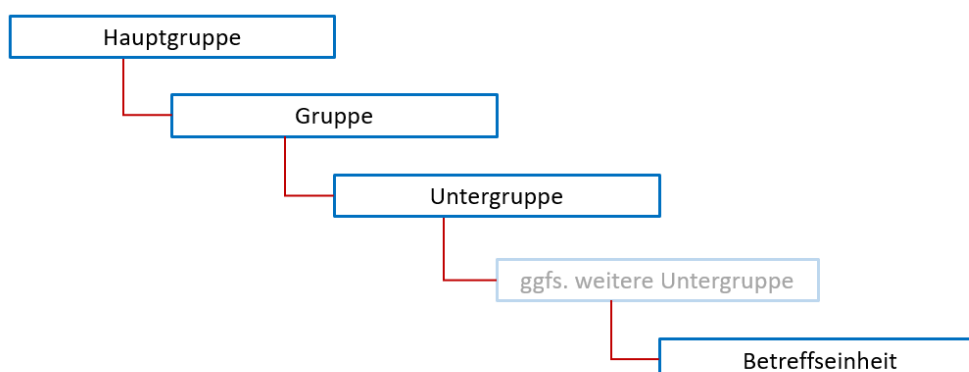 Hauptgruppe
Gruppe
Untergruppe
ggfs. weitere Untergruppe
Betreffseinheit